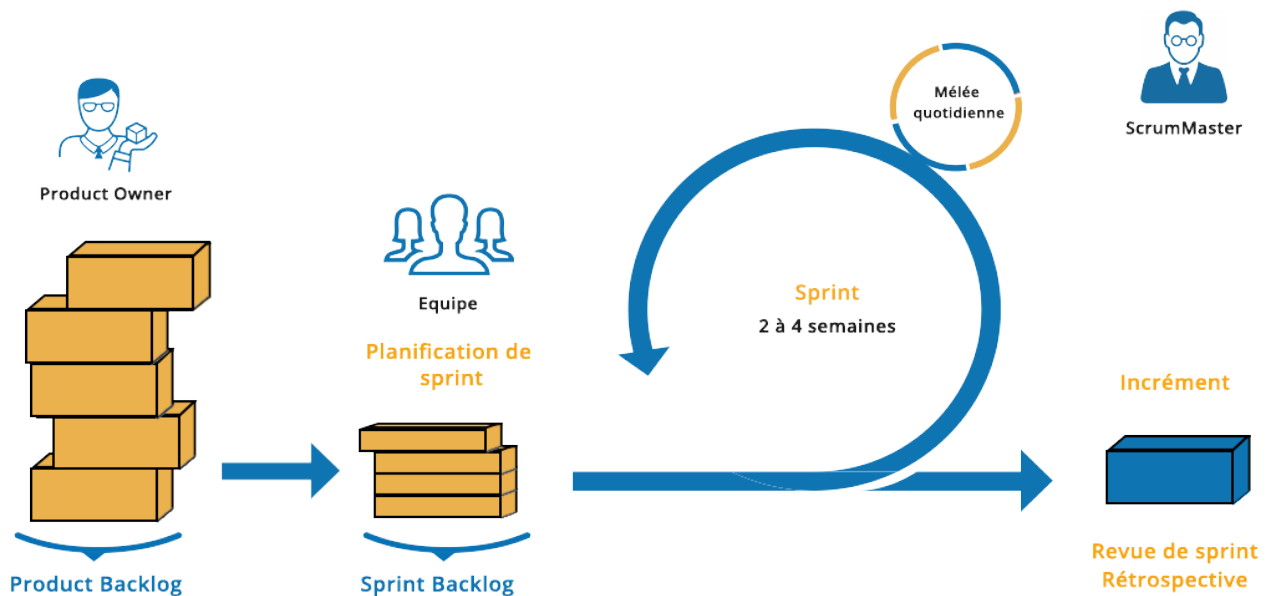 Product Owner
Product Backlog
Equipe
Planification de
sprint
Sprint Backlog
Mélée
quotidienne
Sprint
2 à 4 semaines
ScrumMaster
Incrément
Revue de sprint
Rétrospective